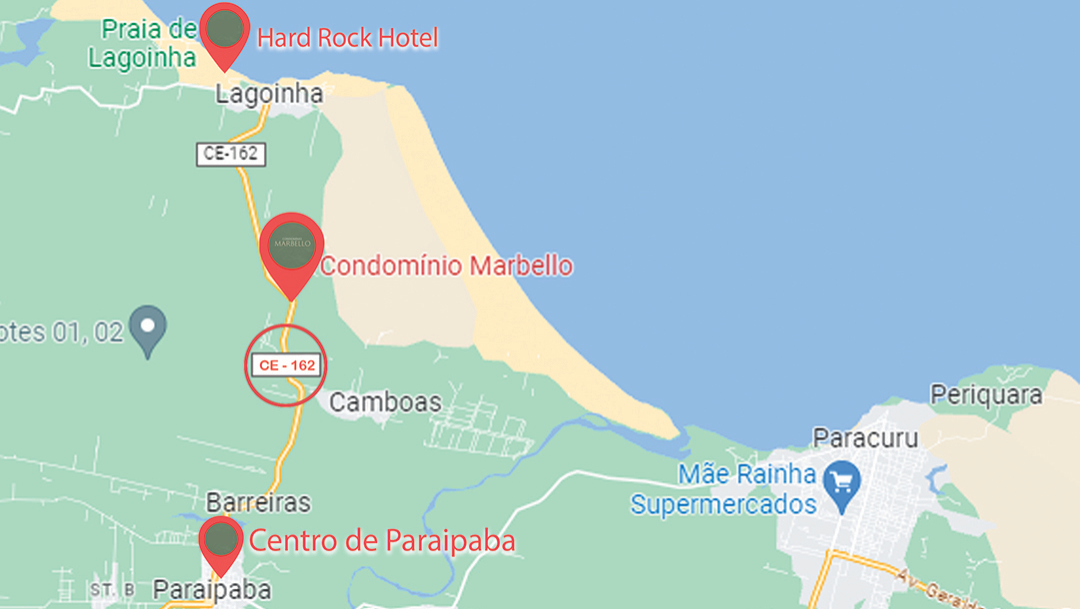 Praia de
Lagoinha
Hard Rock Hotel
Lagoinha
CE-162
MARBELLO
Condomínio Marbello
otes 01, 02
CE - 162
Camboas
Periquara
Paracuru
Mãe Rainha
Supermercados
Barreiras
Centro de Paraipaba
ST. B
Paraipaba
Av. Geraldo